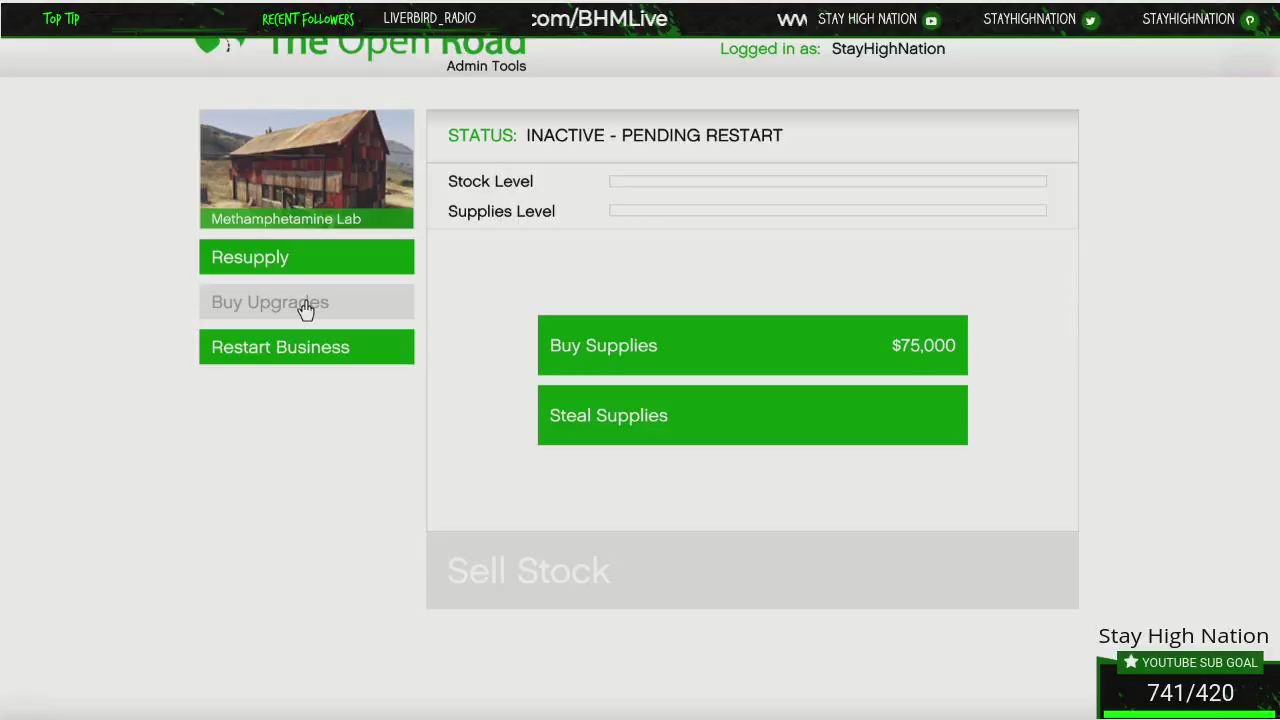 Top Tip
Recent Followers
LIVERBIRD_RADIO
com/BHMLive
STAY HIGH NATION
STAYHIGHNATION
STAYHIGHNATION
The Open Road
Admin Tools
Logged in as: StayHighNation
Methamphetamine Lab
Resupply
Buy Upgrades
Restart Business
STATUS: INACTIVE - PENDING RESTART
Stock Level
Supplies Level
Buy Supplies $75,000
Steal Supplies
Sell Stock
Stay High Nation
YOUTUBE SUB GOAL
741/420